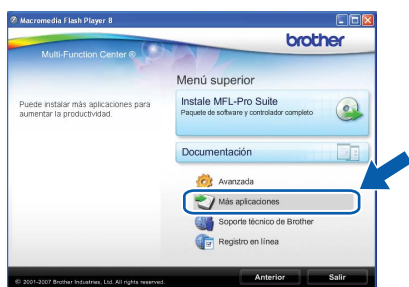 Macromedia Flash Player 8
brother
Multi-Function Center ®
Menú superior
Puede instalar más aplicaciones para
aumentar la productividad.
Instale MFL-Pro Suite
Paquete de software y controlador completo
Documentación
Avanzada
Más aplicaciones
Soporte técnico de Brother
Registro en línea
© 2001-2007 Brother Industries, Ltd. All rights reserved.
Anterior
Salir